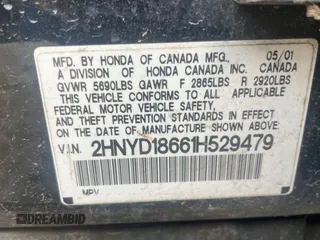 MFD. BY HONDA OF CANADA MFG., 05/01
A DIVISION OF HONDA CANADA INC. CANADA
GVWR 5690LBS GAWR F 2865LBS R 2920LBS
THIS VEHICLE CONFORMS TO ALL APPLICABLE
FEDERAL MOTOR VEHICLE SAFETY,
AND THEFT PREVENTION STANDARDS IN EFFECT
ON THE DATE OF MANUFACTURE SHOWN ABOVE.
V.I.N. 2HNYD18661H529479
MPV
DREAMBID